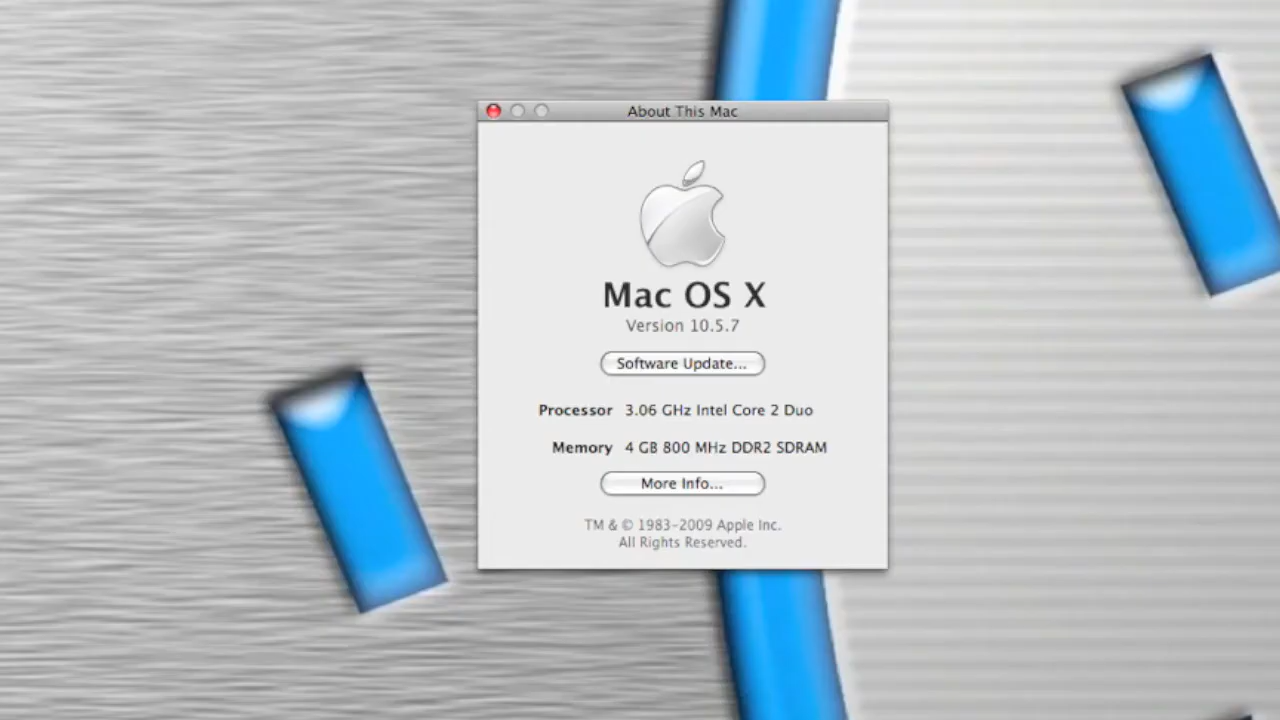 About This Mac
Mac OS X
Version 10.5.7
Software Update...
Processor 3.06 GHz Intel Core 2 Duo
Memory 4 GB 800 MHz DDR2 SDRAM
More Info...
TM & © 1983-2009 Apple Inc.
All Rights Reserved.